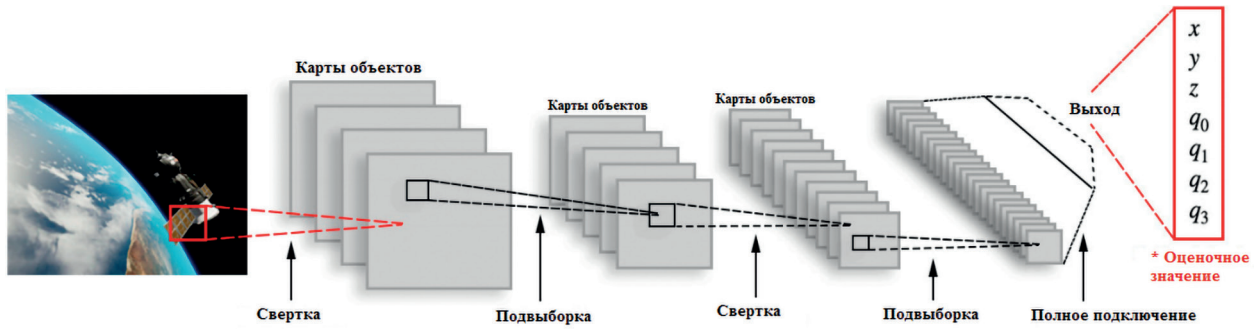 Карты объектов
Карты объектов
Карты объектов
Выход
x
y
z
q0
q1
q2
q3
* Оценочное
значение
Свертка
Подвыборка
Свертка
Подвыборка
Полное подключение